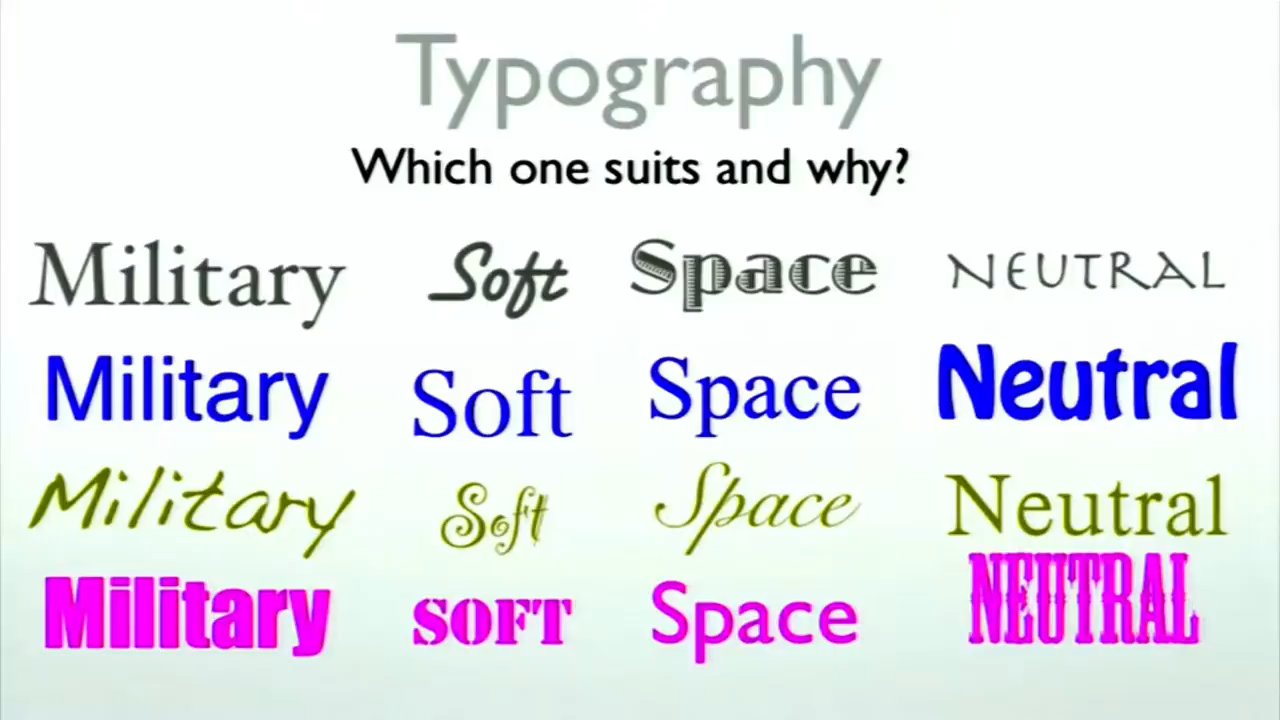 Typography
Which one suits and why?
Military Soft Space NEUTRAL
Military Soft Space Neutral
Military Soft Space Neutral
Military SOFT Space NEUTRAL